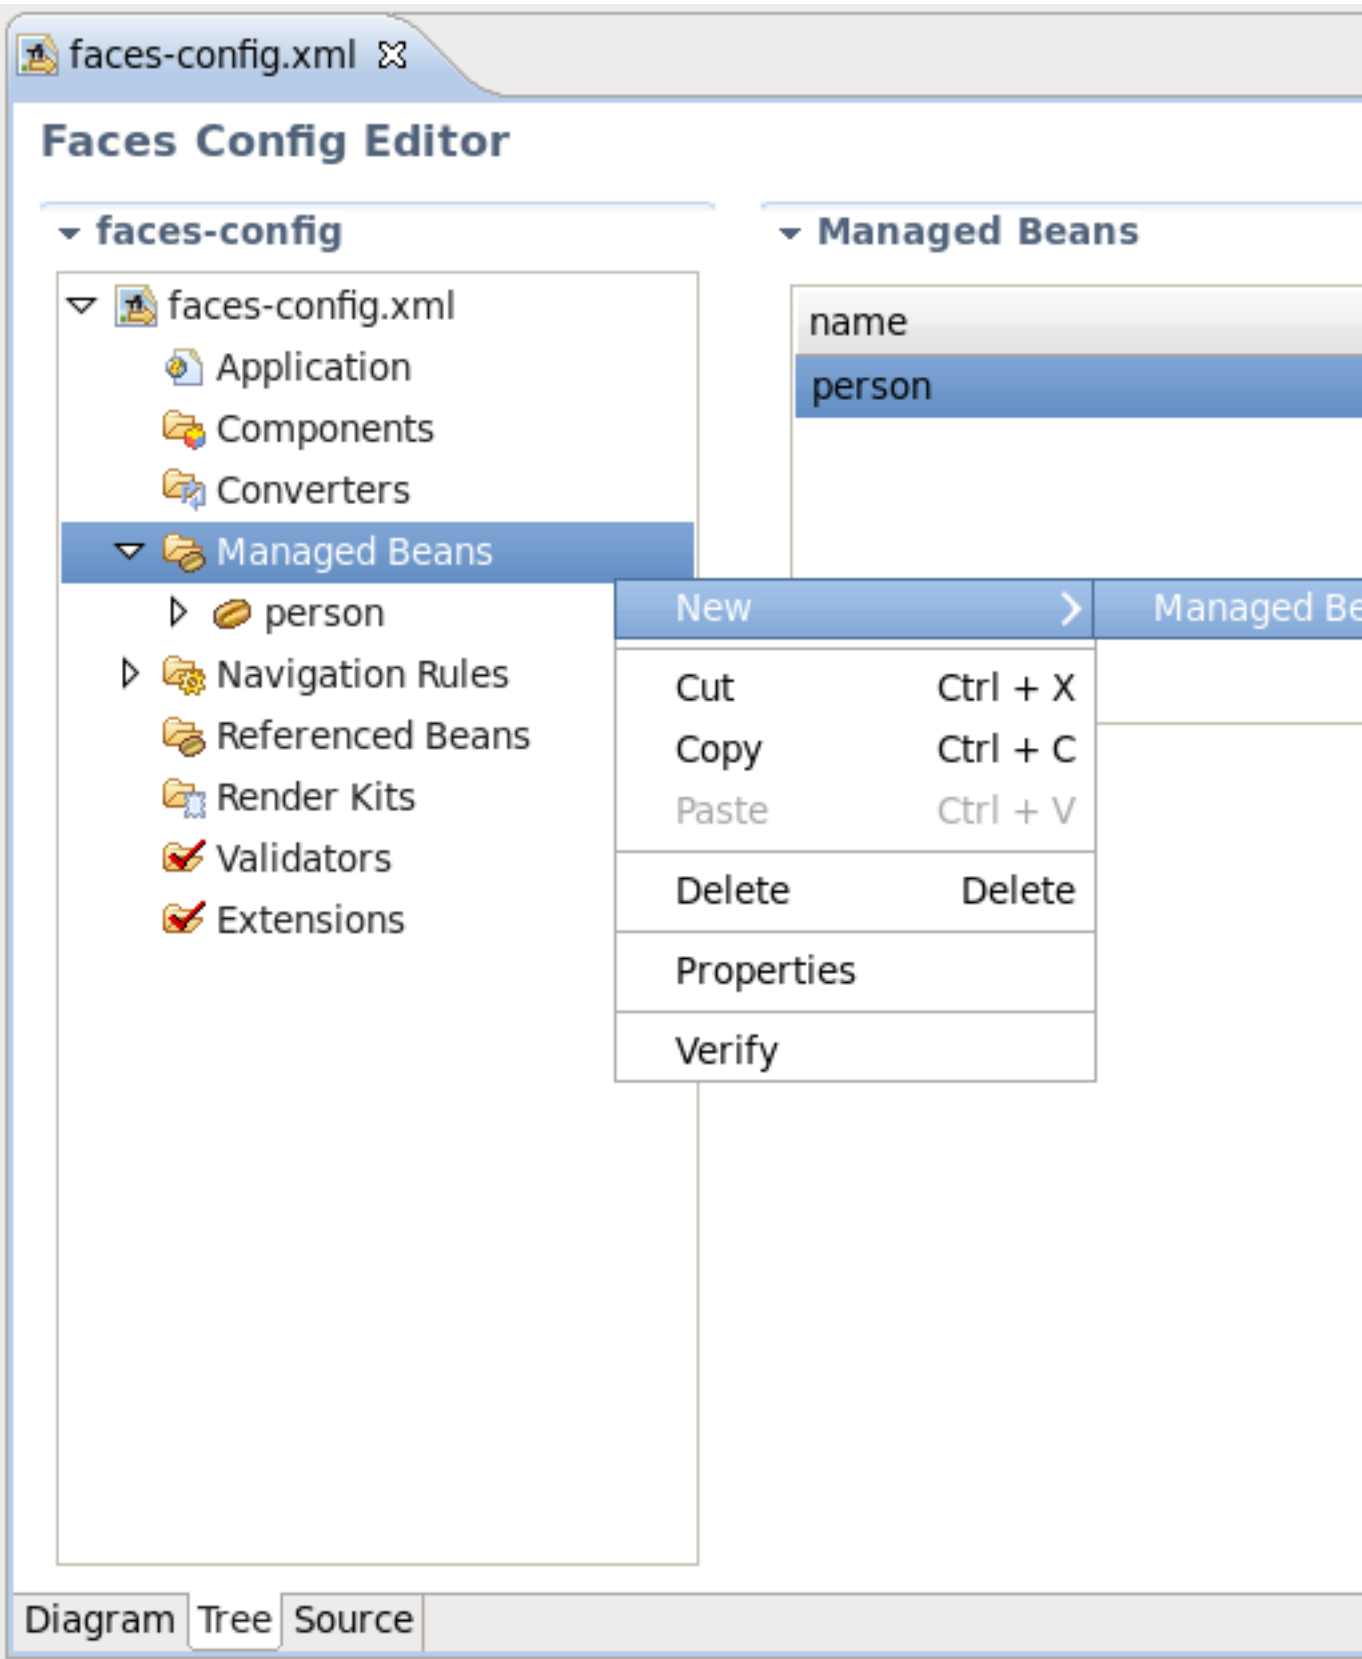 faces-config.xml
Faces Config Editor
faces-config
Managed Beans
faces-config.xml
Application
Components
Converters
Managed Beans
person
Navigation Rules
Referenced Beans
Render Kits
Validators
Extensions
name
person
New
Managed Be
Cut Ctrl + X
Copy Ctrl + C
Paste Ctrl + V
Delete Delete
Properties
Verify
Diagram Tree Source